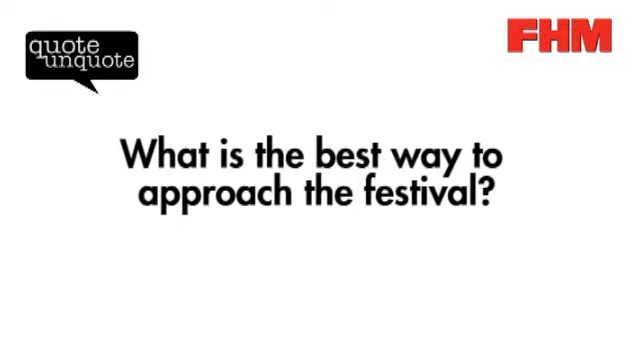 quote
unquote
FHM
What is the best way to
approach the festival?